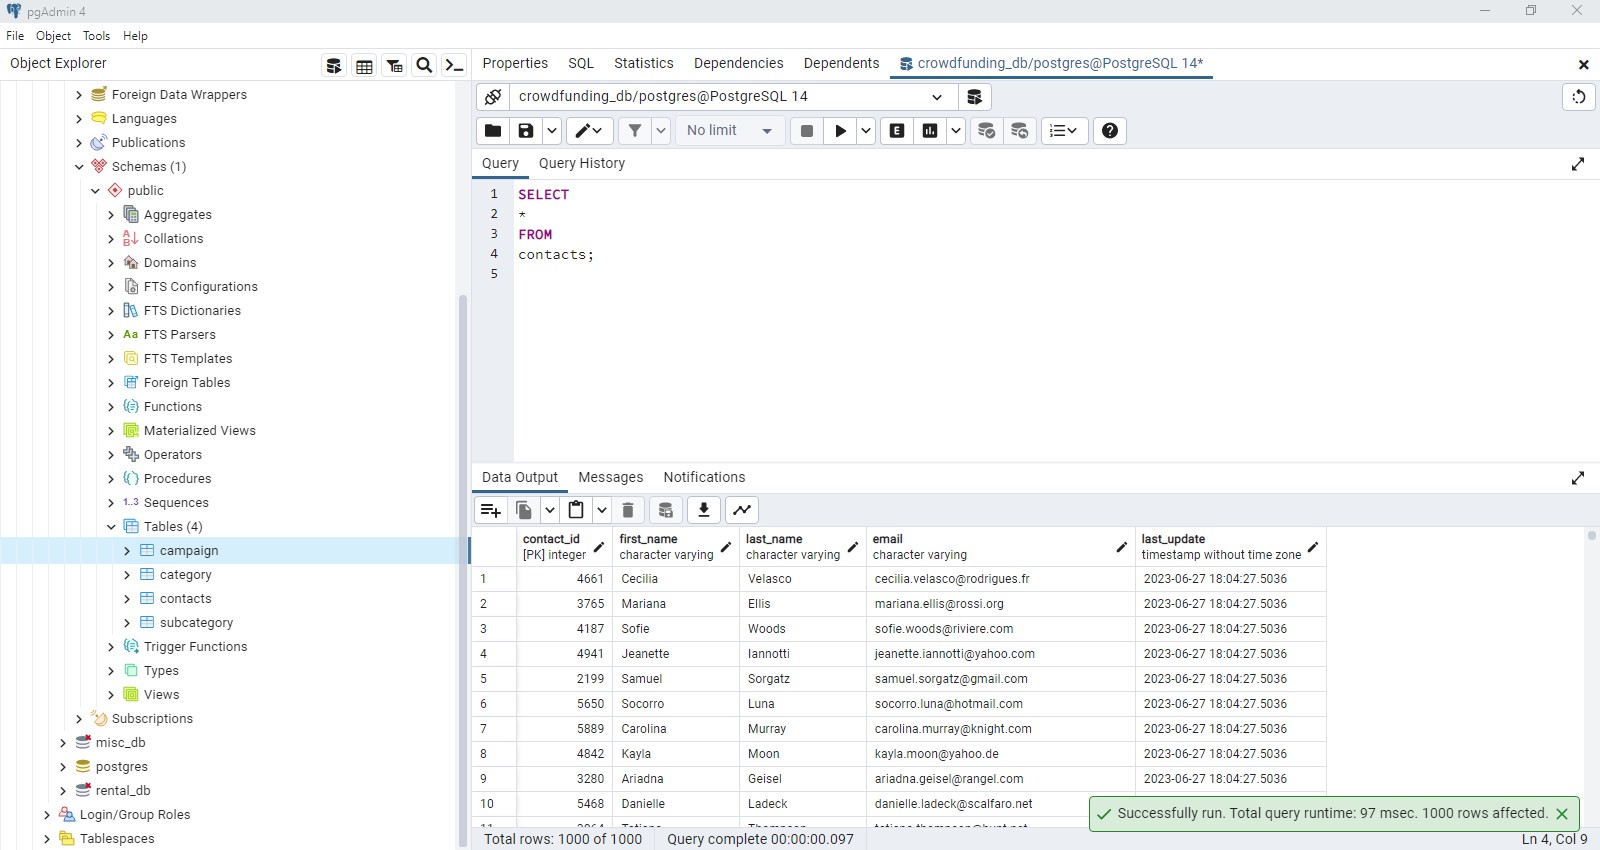 pgAdmin 4
File Object Tools Help
Object Explorer
Properties SQL Statistics Dependencies Dependents crowdfunding_db/postgres@PostgreSQL 14*
Foreign Data Wrappers
Languages
Publications
Schemas (1)
public
Aggregates
Collations
Domains
FTS Configurations
FTS Dictionaries
Aa FTS Parsers
FTS Templates
Foreign Tables
Functions
Materialized Views
Operators
Procedures
1..3 Sequences
Tables (4)
campaign
category
contacts
subcategory
Trigger Functions
Types
Views
Subscriptions
misc_db
postgres
rental_db
Login/Group Roles
Tablespaces
crowdfunding_db/postgres@PostgreSQL 14
No limit E
Query Query History
1 SELECT
2 *
3 FROM
4 contacts;
5
Data Output Messages Notifications
contact_id first_name last_name email last_update
[PK] integer character varying character varying character varying timestamp without time zone
1 4661 Cecilia Velasco cecilia.velasco@rodrigues.fr 2023-06-27 18:04:27.5036
2 3765 Mariana Ellis mariana.ellis@rossi.org 2023-06-27 18:04:27.5036
3 4187 Sofie Woods sofie.woods@riviere.com 2023-06-27 18:04:27.5036
4 4941 Jeanette Iannotti jeanette.iannotti@yahoo.com 2023-06-27 18:04:27.5036
5 2199 Samuel Sorgatz samuel.sorgatz@gmail.com 2023-06-27 18:04:27.5036
6 5650 Socorro Luna socorro.luna@hotmail.com 2023-06-27 18:04:27.5036
7 5889 Carolina Murray carolina.murray@knight.com 2023-06-27 18:04:27.5036
8 4842 Kayla Moon kayla.moon@yahoo.de 2023-06-27 18:04:27.5036
9 3280 Ariadna Geisel ariadna.geisel@rangel.com 2023-06-27 18:04:27.5036
10 5468 Danielle Ladeck danielle.ladeck@scalfaro.net
Successfully run. Total query runtime: 97 msec. 1000 rows affected.
Total rows: 1000 of 1000 Query complete 00:00:00.097 Ln 4, Col 9